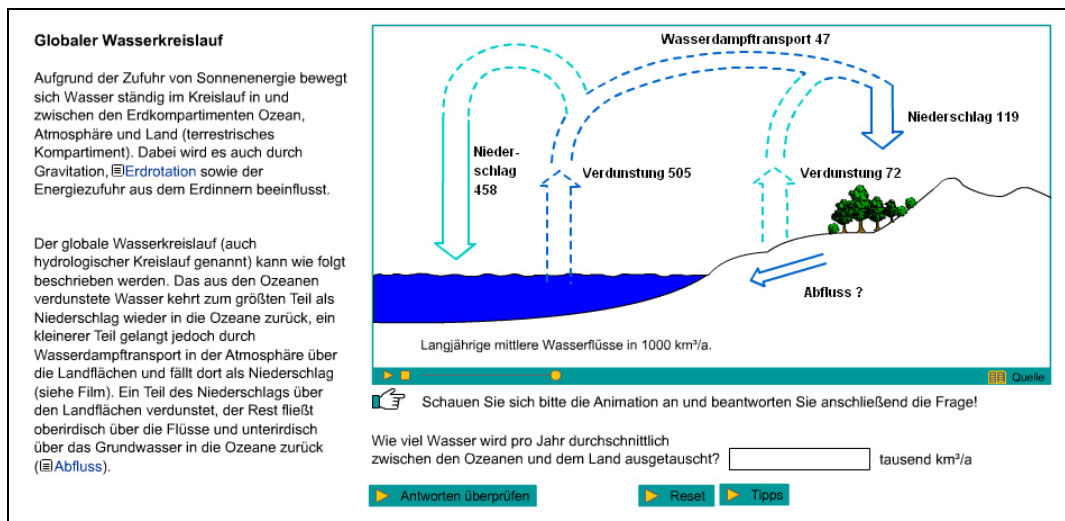 Globaler Wasserkreislauf
Aufgrund der Zufuhr von Sonnenenergie bewegt
sich Wasser ständig im Kreislauf in und
zwischen den Erdkompartimenten Ozean,
Atmosphäre und Land (terrestrisches
Kompartiment). Dabei wird es auch durch
Gravitation, Erdrotation sowie der
Energiezufuhr aus dem Erdinnern beeinflusst.
Der globale Wasserkreislauf (auch
hydrologischer Kreislauf genannt) kann wie folgt
beschrieben werden. Das aus den Ozeanen
verdunstete Wasser kehrt zum größten Teil als
Niederschlag wieder in die Ozeane zurück, ein
kleinerer Teil gelangt jedoch durch
Wasserdampftransport in der Atmosphäre über
die Landflächen und fällt dort als Niederschlag
(siehe Film). Ein Teil des Niederschlags über
den Landflächen verdunstet, der Rest fließt
oberirdisch über die Flüsse und unterirdisch
über das Grundwasser in die Ozeane zurück
(Abfluss).
Wasserdampftransport 47
Niederschlag 119
Nieder-
schlag
458
Verdunstung 505
Verdunstung 72
Abfluss ?
Langjährige mittlere Wasserflüsse in 1000 km³/a.
Quelle
Schauen Sie sich bitte die Animation an und beantworten Sie anschließend die Frage!
Wie viel Wasser wird pro Jahr durchschnittlich
zwischen den Ozeanen und dem Land ausgetauscht? tausend km³/a
Antworten überprüfen Reset Tipps